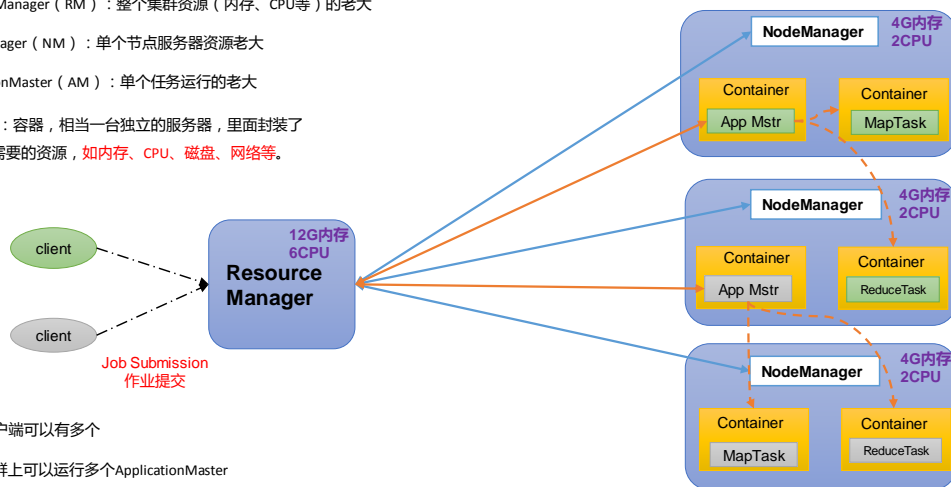 Manager（RM）：整个集群资源（内存、CPU等）的老大
ager（NM）：单个节点服务器资源老大
onMaster（AM）：单个任务运行的老大
：容器，相当一台独立的服务器，里面封装了
需要的资源，如内存、CPU、磁盘、网络等。
client
client
Job Submission
作业提交
12G内存
6CPU
Resource
Manager
NodeManager
4G内存
2CPU
Container
App Mstr
Container
MapTask
NodeManager
4G内存
2CPU
Container
App Mstr
Container
ReduceTask
NodeManager
4G内存
2CPU
Container
MapTask
Container
ReduceTask
户端可以有多个
群上可以运行多个ApplicationMaster